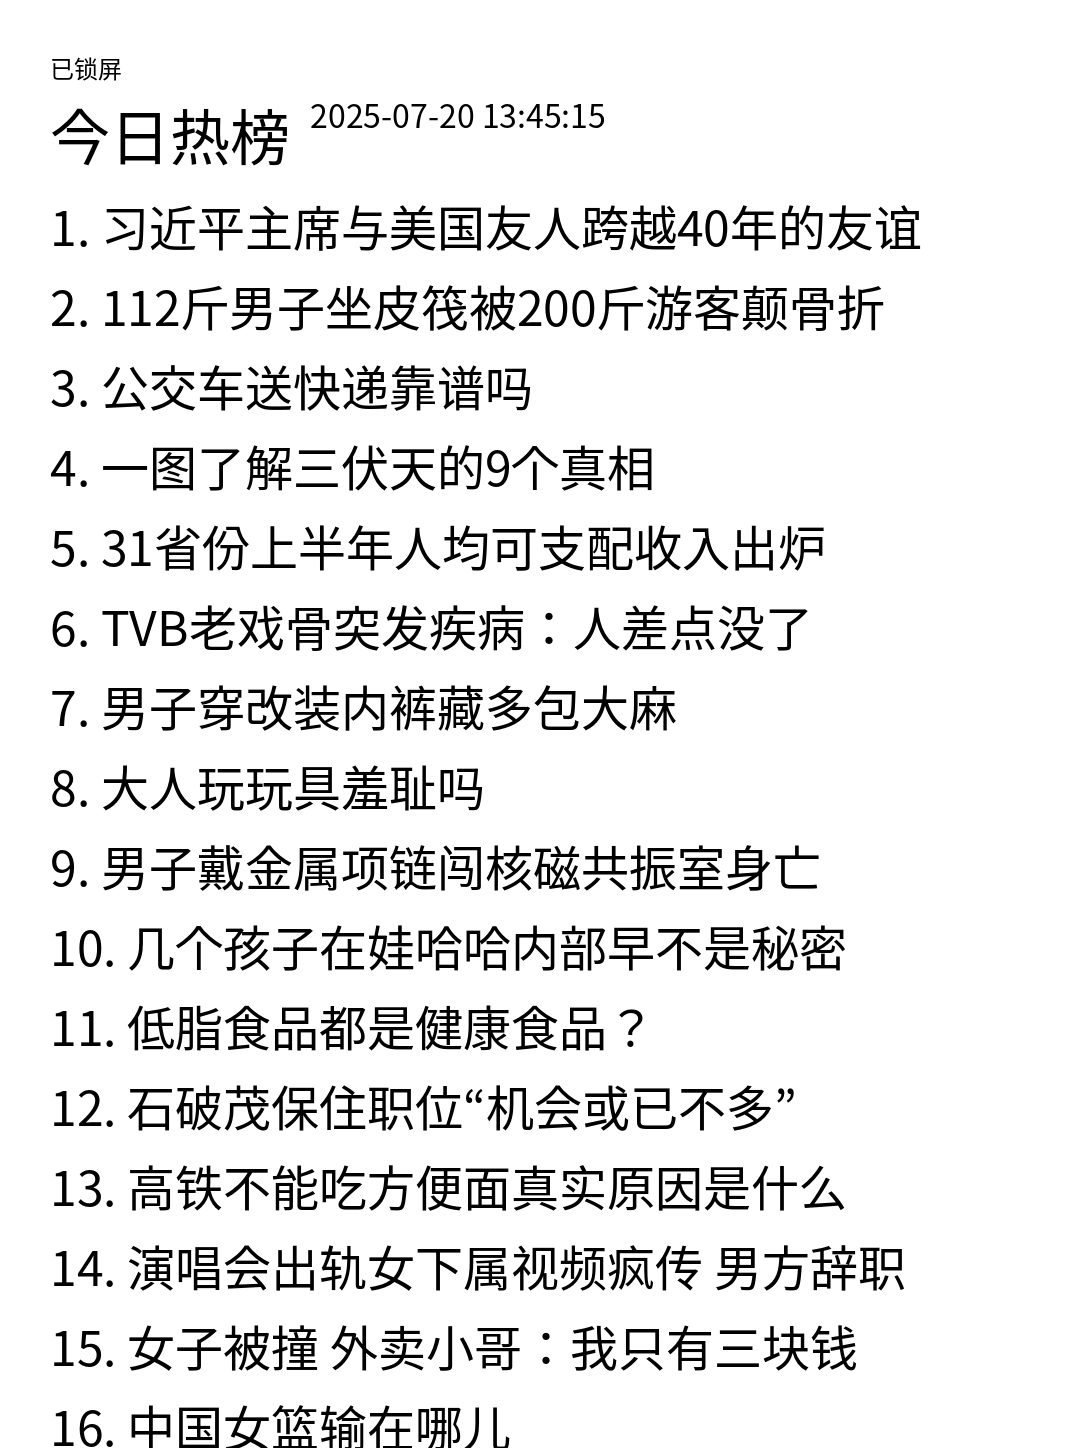 已锁屏
今日热榜 2025-07-20 13:45:15
1. 习近平主席与美国友人跨越40年的友谊
2. 112斤男子坐皮筏被200斤游客颠骨折
3. 公交车送快递靠谱吗
4. 一图了解三伏天的9个真相
5. 31省份上半年人均可支配收入出炉
6. TVB老戏骨突发疾病：人差点没了
7. 男子穿改装内裤藏多包大麻
8. 大人玩玩具羞耻吗
9. 男子戴金属项链闯核磁共振室身亡
10. 几个孩子在娃哈哈内部早不是秘密
11. 低脂食品都是健康食品？
12. 石破茂保住职位“机会或已不多”
13. 高铁不能吃方便面真实原因是什么
14. 演唱会出轨女下属视频疯传 男方辞职
15. 女子被撞 外卖小哥：我只有三块钱
16. 中国女篮输在哪儿